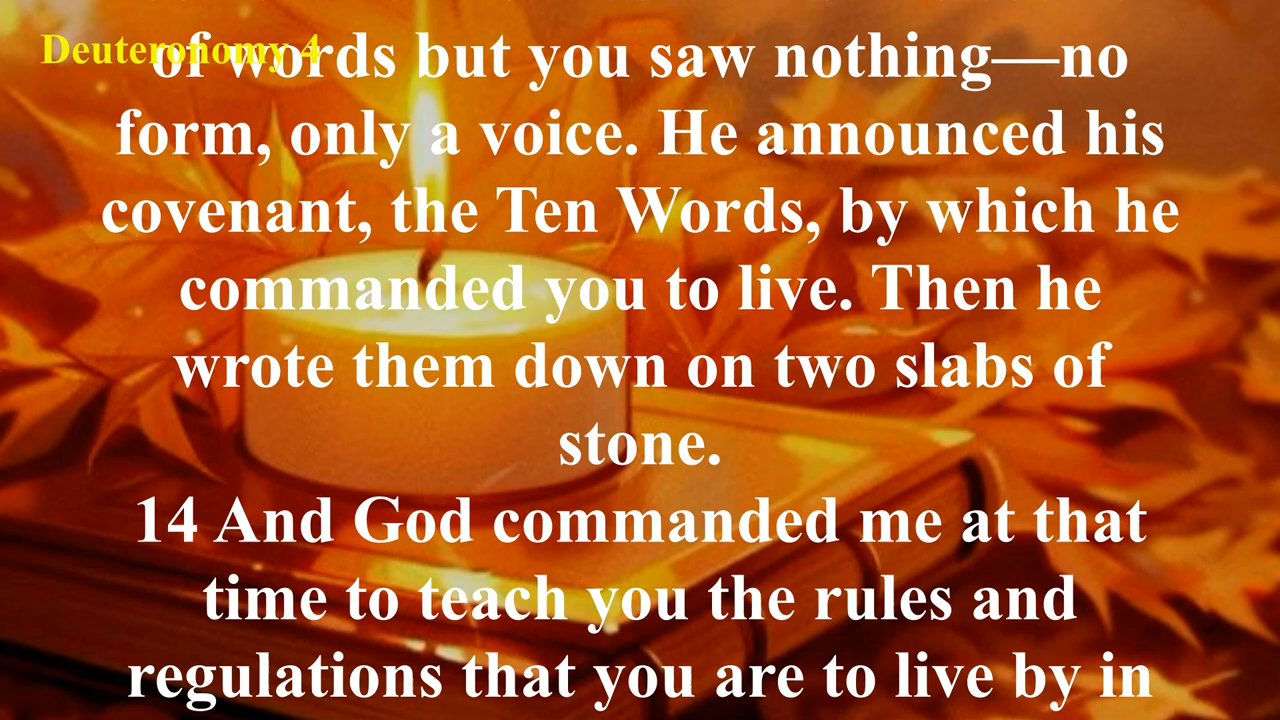 Deuteronomy 4
of words but you saw nothing—no
form, only a voice. He announced his
covenant, the Ten Words, by which he
commanded you to live. Then he
wrote them down on two slabs of
stone.
14 And God commanded me at that
time to teach you the rules and
regulations that you are to live by in